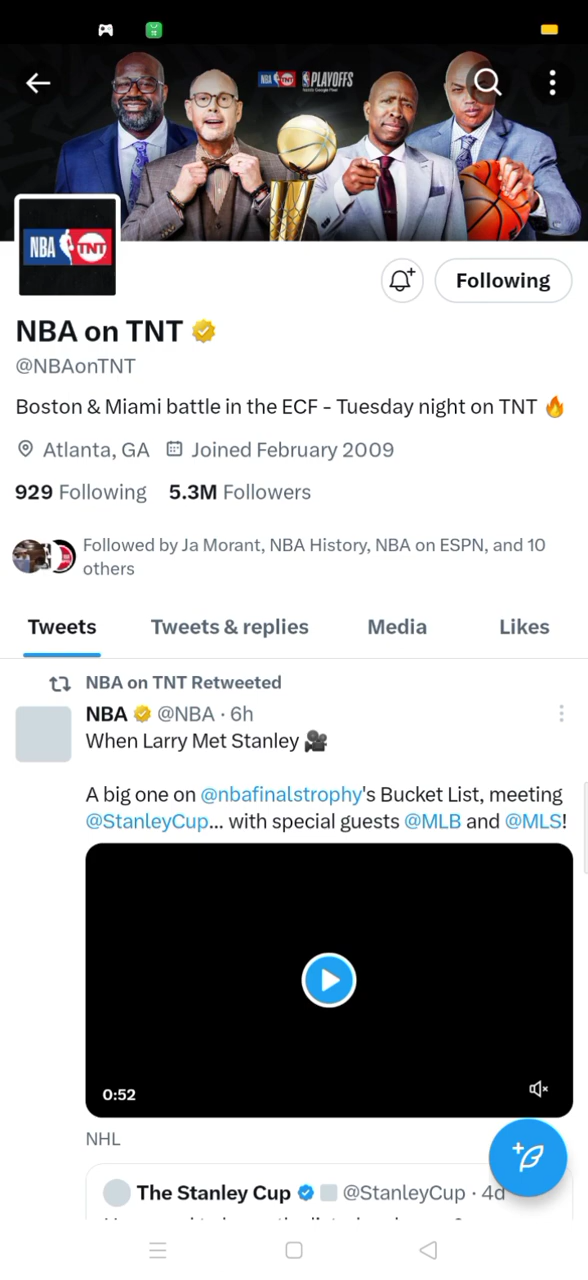 NBA TNT NBA PLAYOFFS
NBA TNT
Following
NBA on TNT
@NBAonTNT
Boston & Miami battle in the ECF - Tuesday night on TNT 🔥
Atlanta, GA Joined February 2009
929 Following 5.3M Followers
Followed by Ja Morant, NBA History, NBA on ESPN, and 10
others
Tweets Tweets & replies Media Likes
NBA on TNT Retweeted
NBA @NBA · 6h
When Larry Met Stanley 🎥
A big one on @nbafinalstrophy's Bucket List, meeting
@StanleyCup... with special guests @MLB and @MLS!
0:52
NHL
The Stanley Cup @StanleyCup · 4d